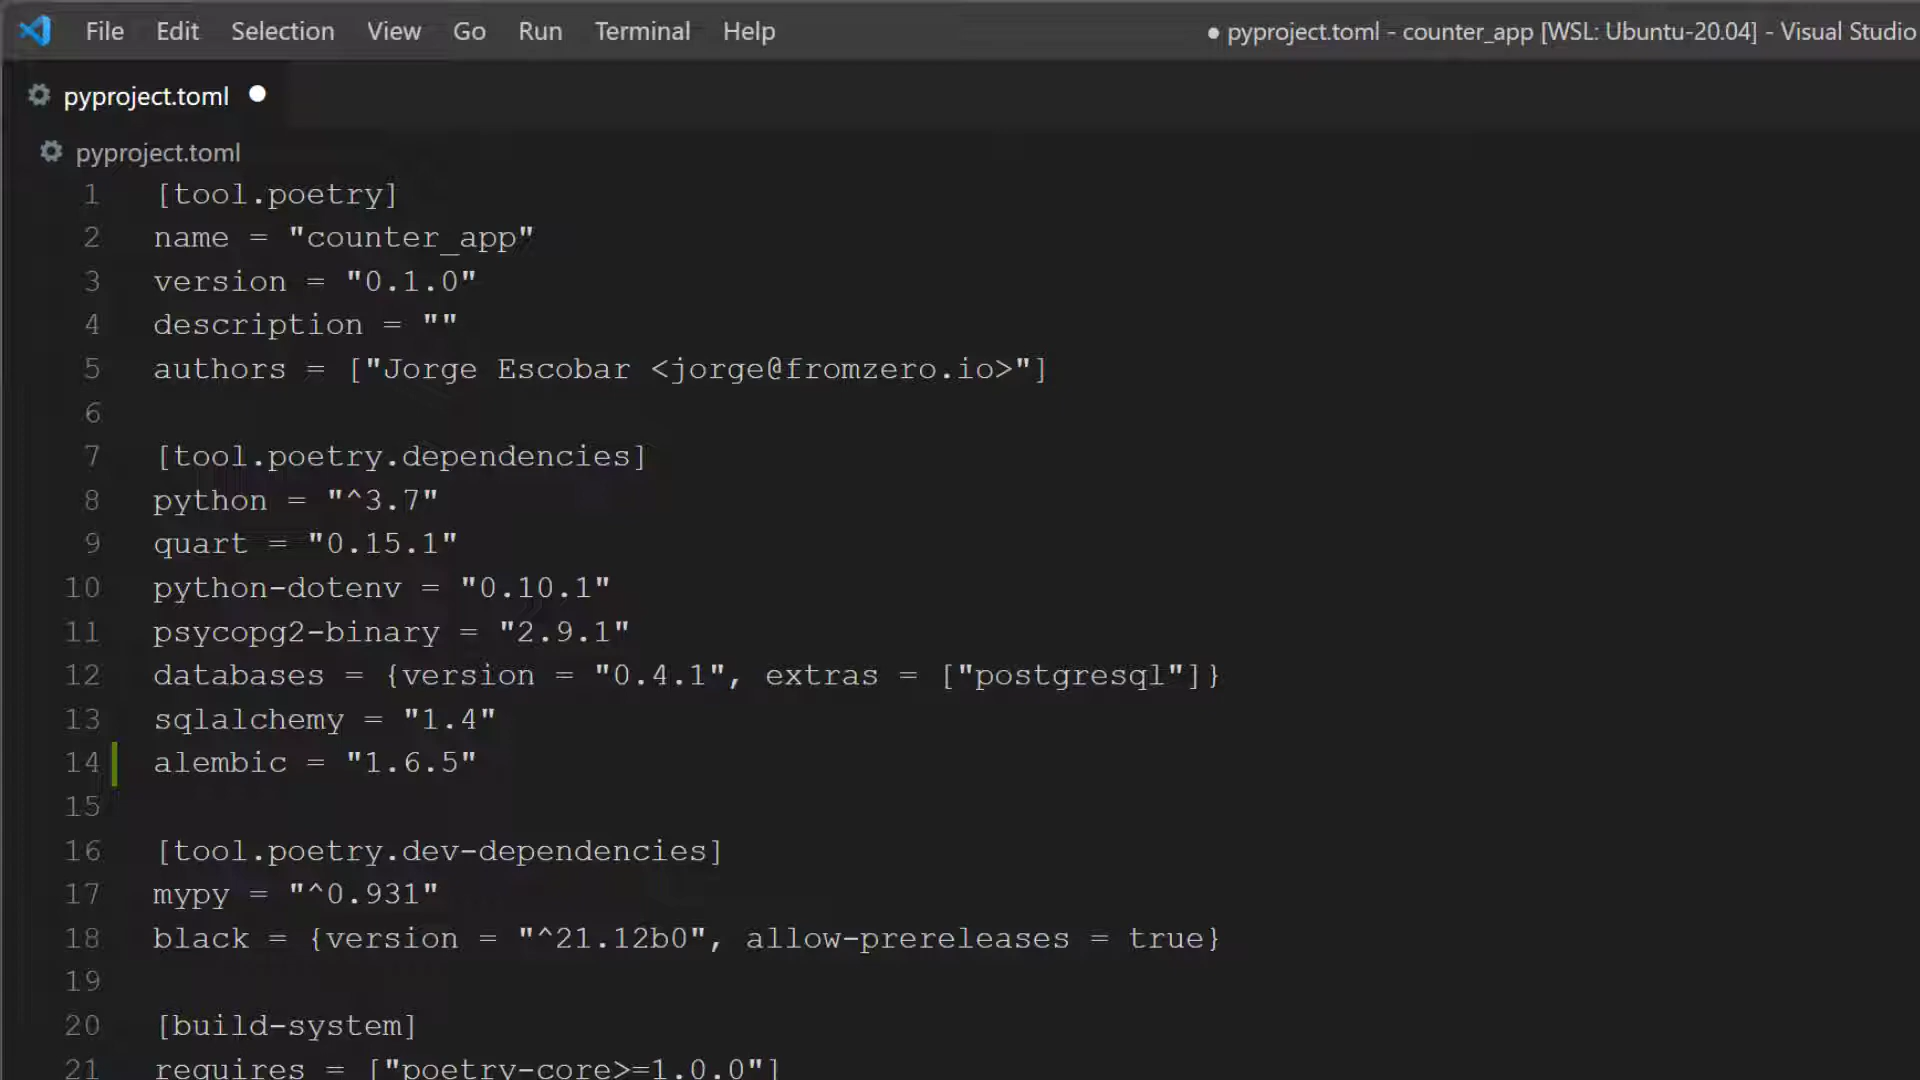 File Edit Selection View Go Run Terminal Help ● pyproject.toml - counter_app [WSL: Ubuntu-20.04] - Visual Studio
pyproject.toml ●
pyproject.toml
1 [tool.poetry]
2 name = "counter_app"
3 version = "0.1.0"
4 description = ""
5 authors = ["Jorge Escobar <jorge@fromzero.io>"]
6
7 [tool.poetry.dependencies]
8 python = "^3.7"
9 quart = "0.15.1"
10 python-dotenv = "0.10.1"
11 psycopg2-binary = "2.9.1"
12 databases = {version = "0.4.1", extras = ["postgresql"]}
13 sqlalchemy = "1.4"
14 alembic = "1.6.5"
15
16 [tool.poetry.dev-dependencies]
17 mypy = "^0.931"
18 black = {version = "^21.12b0", allow-prereleases = true}
19
20 [build-system]
21 requires = ["poetry-core>=1.0.0"]